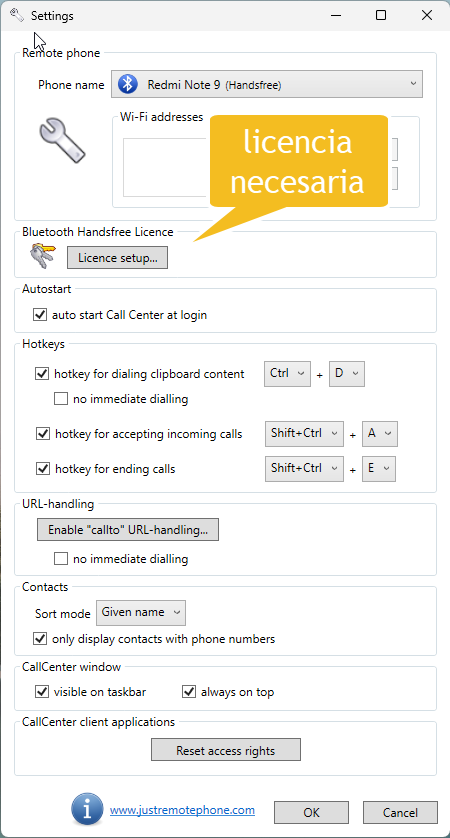 Settings
Remote phone
Phone name
Redmi Note 9 (Handsfree)
Wi-Fi addresses
licencia
necesaria
Bluetooth Handsfree Licence
Licence setup...
Autostart
auto start Call Center at login
Hotkeys
hotkey for dialing clipboard content Ctrl + D
no immediate dialling
hotkey for accepting incoming calls Shift+Ctrl + A
hotkey for ending calls Shift+Ctrl + E
URL-handling
Enable "callto" URL-handling...
no immediate dialling
Contacts
Sort mode Given name
only display contacts with phone numbers
CallCenter window
visible on taskbar always on top
CallCenter client applications
Reset access rights
www.justremotephone.com OK Cancel